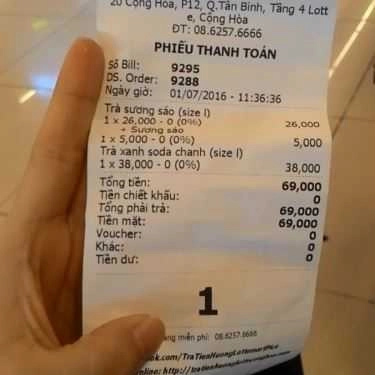 20 Cộng Hòa, P12, Q.Tân Bình, Tầng 4 Lott
e, Cộng Hòa
ĐT: 08.6257.6666
PHIẾU THANH TOÁN
Số Bill: 9295
DS. Order: 9288
Ngày giờ: 01/07/2016 - 11:36:36
Trà sương sáo (size l)
1 x 26,000 - 0 (0%) 26,000
+ Sương sáo
1 x 5,000 - 0 (0%) 5,000
Trà xanh soda chanh (size l)
1 x 38,000 - 0 (0%) 38,000
Tổng tiền: 69,000
Tiền chiết khấu: 0
Tổng phải trả: 69,000
Tiền mặt: 69,000
Voucher: 0
Khác: 0
Tiền dư: 0
1
hàng miễn phí: 08.6257.6666